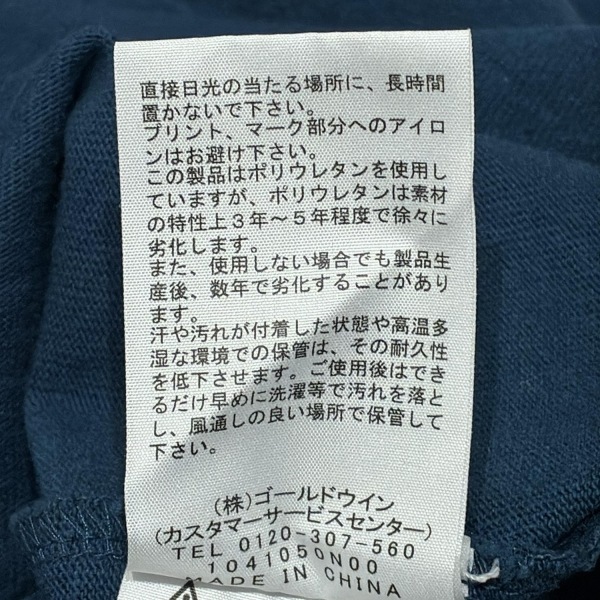 直接日光の当たる場所に、長時間
置かないで下さい。
プリント、マーク部分へのアイロ
ンはお避け下さい。
この製品はポリウレタンを使用し
ていますが、ポリウレタンは素材
の特性上3年～5年程度で徐々に
劣化します。
また、使用しない場合でも製品生
産後、数年で劣化することがあり
ます。
汗や汚れが付着した状態や高温多
湿な環境での保管は、その耐久性
を低下させます。ご使用後はでき
るだけ早めに洗濯等で汚れを落と
し、風通しの良い場所で保管して
下さい。
(株)ゴールドウイン
(カスタマーサービスセンター)
TEL 0120-307-560
1041050N00
MADE IN CHINA